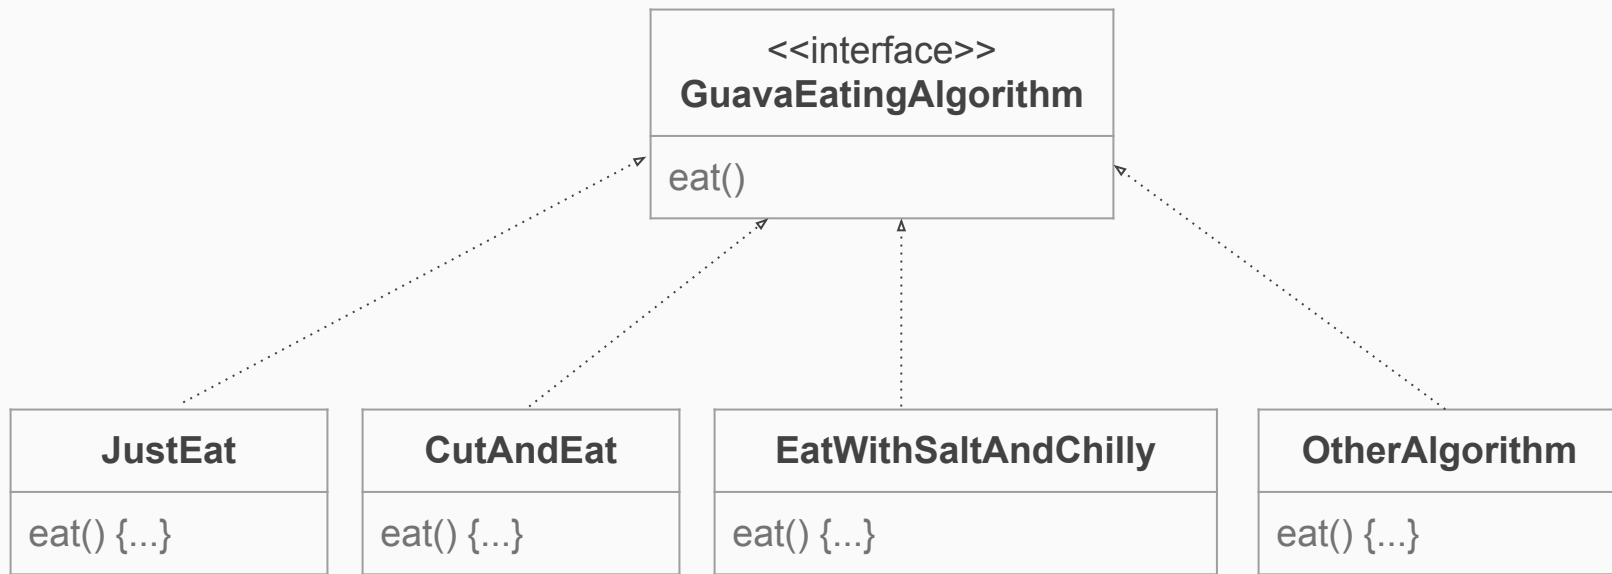 <<interface>>
GuavaEatingAlgorithm
eat()
JustEat
CutAndEat
EatWithSaltAndChilly
OtherAlgorithm
eat() {...}
eat() {...}
eat() {...}
eat() {...}